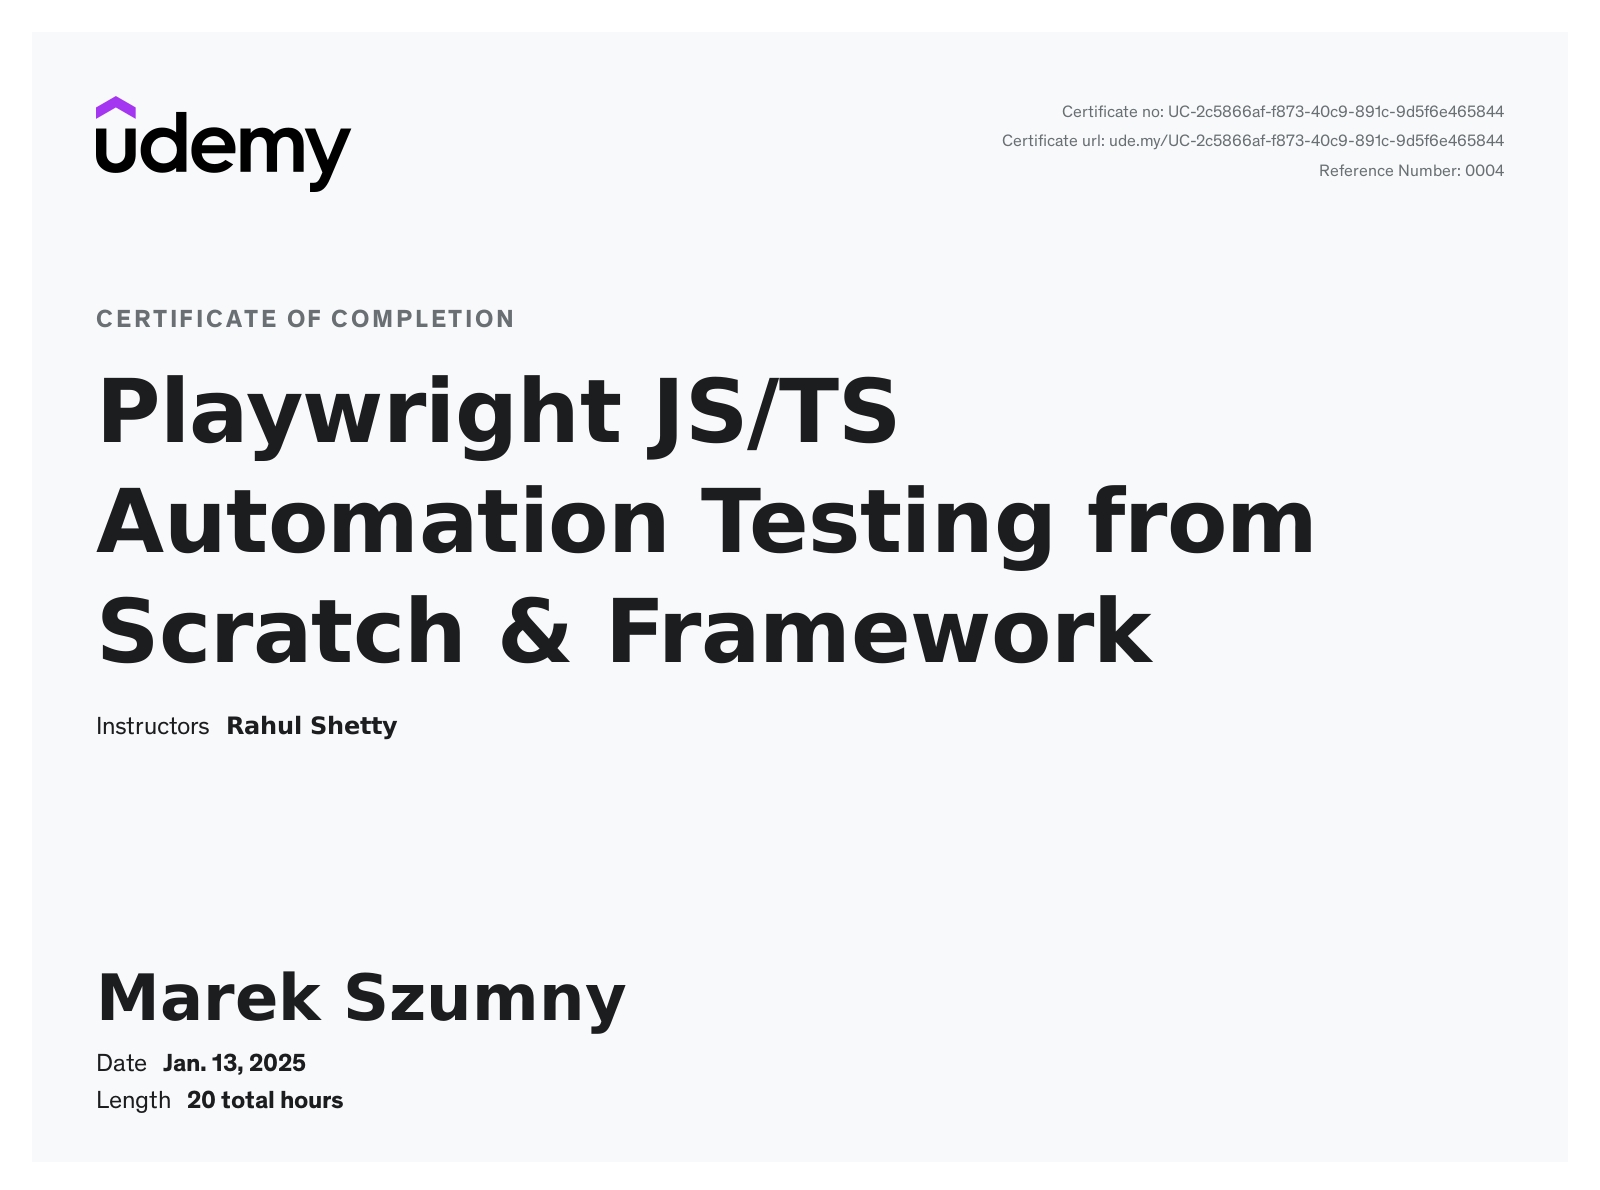 udemy
Certificate no: UC-2c5866af-f873-40c9-891c-9d5f6e465844
Certificate url: ude.my/UC-2c5866af-f873-40c9-891c-9d5f6e465844
Reference Number: 0004
CERTIFICATE OF COMPLETION
Playwright JS/TS
Automation Testing from
Scratch & Framework
Instructors Rahul Shetty
Marek Szumny
Date Jan. 13, 2025
Length 20 total hours